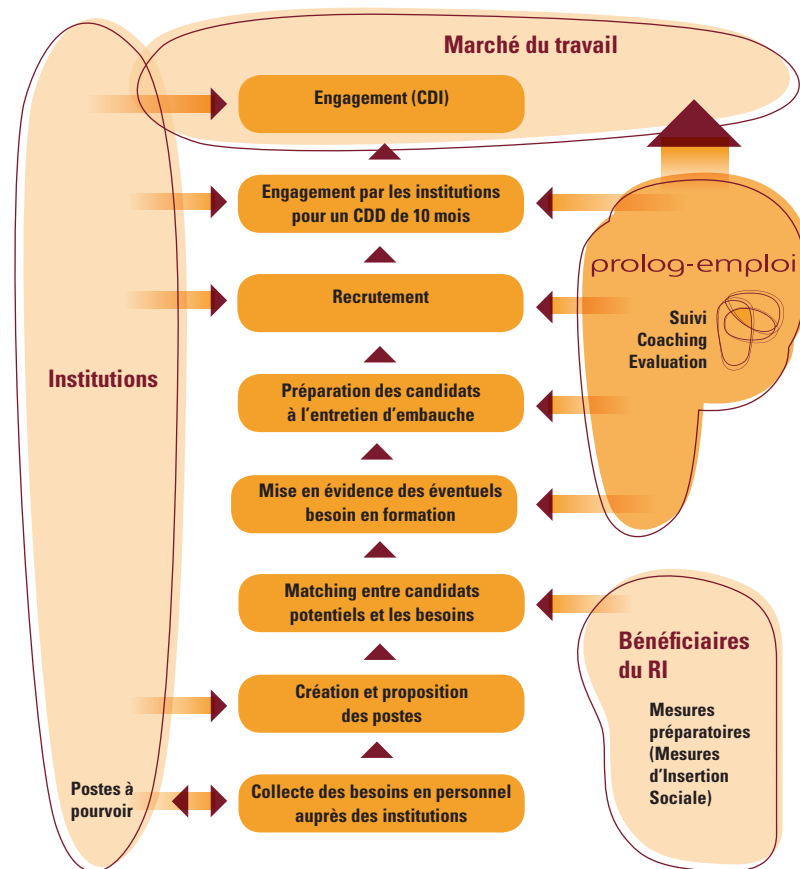 Marché du travail
Engagement (CDI)
Engagement par les institutions
pour un CDD de 10 mois
prolog-emploi
Recrutement
Suivi
Coaching
Evaluation
Institutions
Préparation des candidats
à l'entretien d'embauche
Mise en évidence des éventuels
besoin en formation
Matching entre candidats
potentiels et les besoins
Bénéficiaires
du RI
Création et proposition
des postes
Mesures
préparatoires
(Mesures
d'Insertion
Sociale)
Postes à
pourvoir
Collecte des besoins en personnel
auprès des institutions